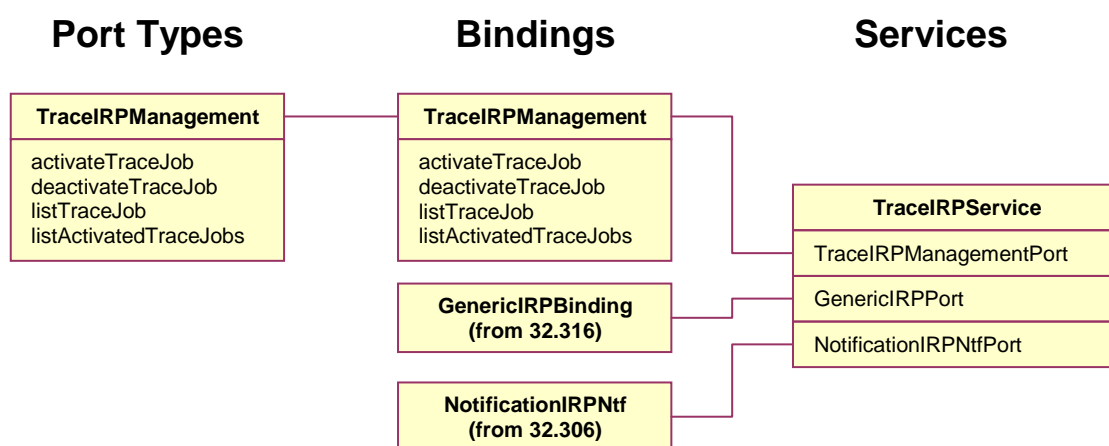 Port Types
Bindings
Services
TraceIRPManagement
activateTraceJob
deactivateTraceJob
listTraceJob
listActivatedTraceJobs
TraceIRPManagement
activateTraceJob
deactivateTraceJob
listTraceJob
listActivatedTraceJobs
GenericIRPBinding
(from 32.316)
NotificationIRPNtf
(from 32.306)
TraceIRPService
TraceIRPManagementPort
GenericIRPPort
NotificationIRPNtfPort